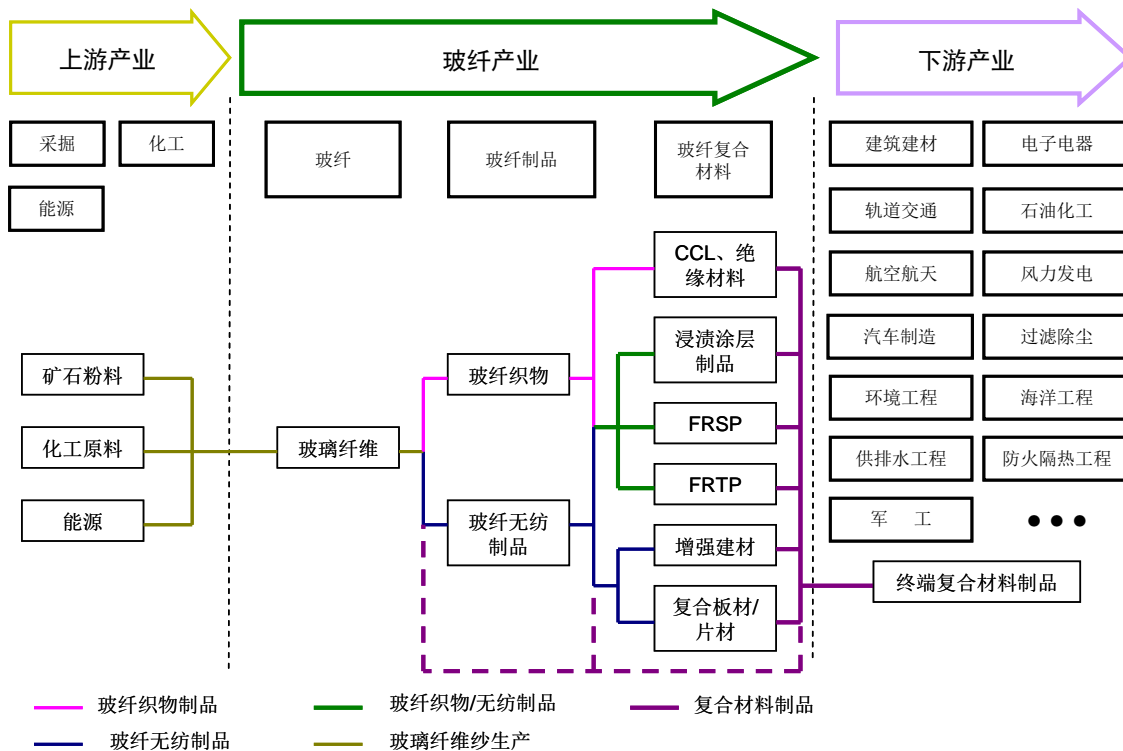 上游产业
玻纤产业
下游产业
采掘
化工
能源
玻纤
玻纤制品
玻纤复合
材料
建筑建材
电子电器
轨道交通
石油化工
航空航天
风力发电
汽车制造
过滤除尘
环境工程
海洋工程
供排水工程
防火隔热工程
军 工
●●●
矿石粉料
化工原料
能源
玻璃纤维
玻纤织物
玻纤无纺
制品
CCL、绝
缘材料
浸渍涂层
制品
FRSP
FRTP
增强建材
复合板材/
片材
终端复合材料制品
玻纤织物制品
玻纤织物/无纺制品
复合材料制品
玻纤无纺制品
玻璃纤维纱生产